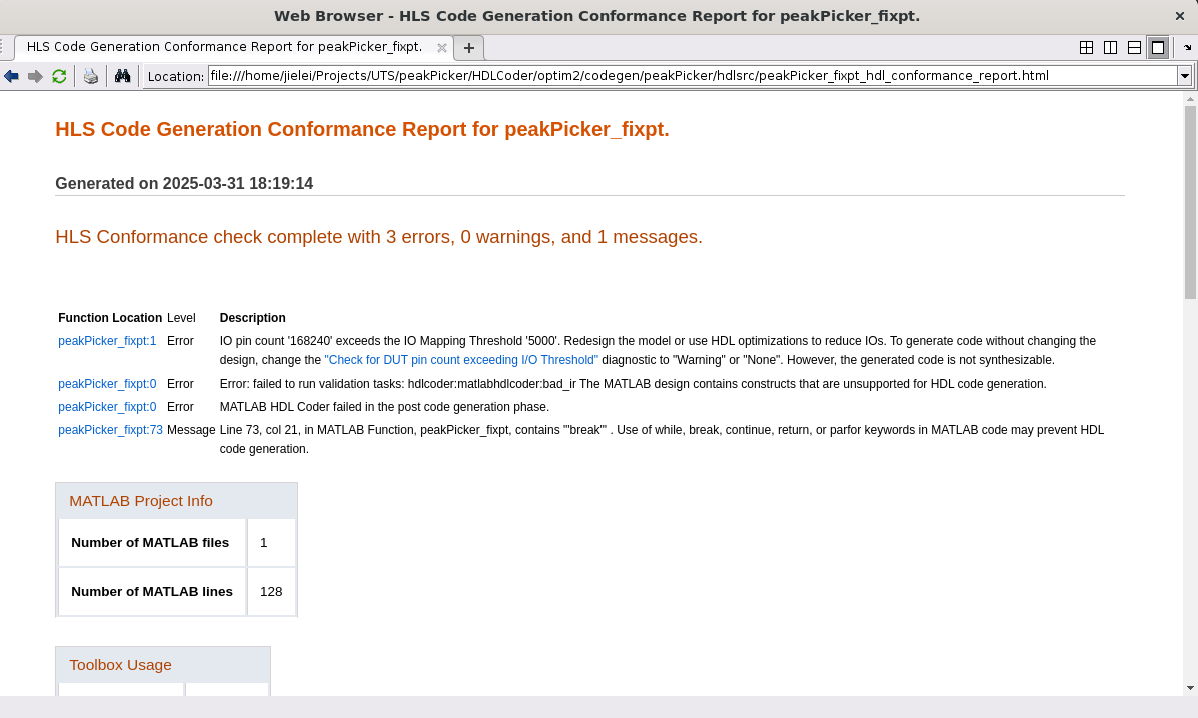 Web Browser - HLS Code Generation Conformance Report for peakPicker_fixpt.
HLS Code Generation Conformance Report for peakPicker_fixpt.
Location: file:///home/jielei/Projects/UTS/peakPicker/HDLCoder/optim2/codegen/peakPicker/hdlsrc/peakPicker_fixpt_hdl_conformance_report.html
HLS Code Generation Conformance Report for peakPicker_fixpt.
Generated on 2025-03-31 18:19:14
HLS Conformance check complete with 3 errors, 0 warnings, and 1 messages.
Function Location Level Description
peakPicker_fixpt:1 Error IO pin count '168240' exceeds the IO Mapping Threshold '5000'. Redesign the model or use HDL optimizations to reduce IOs. To generate code without changing the
design, change the "Check for DUT pin count exceeding I/O Threshold" diagnostic to "Warning" or "None". However, the generated code is not synthesizable.
peakPicker_fixpt:0 Error Error: failed to run validation tasks: hdlcoder:matlabhdlcoder:bad_ir The MATLAB design contains constructs that are unsupported for HDL code generation.
peakPicker_fixpt:0 Error MATLAB HDL Coder failed in the post code generation phase.
peakPicker_fixpt:73 Message Line 73, col 21, in MATLAB Function, peakPicker_fixpt, contains '"break"' . Use of while, break, continue, return, or parfor keywords in MATLAB code may prevent HDL
code generation.
MATLAB Project Info
Number of MATLAB files 1
Number of MATLAB lines 128
Toolbox Usage